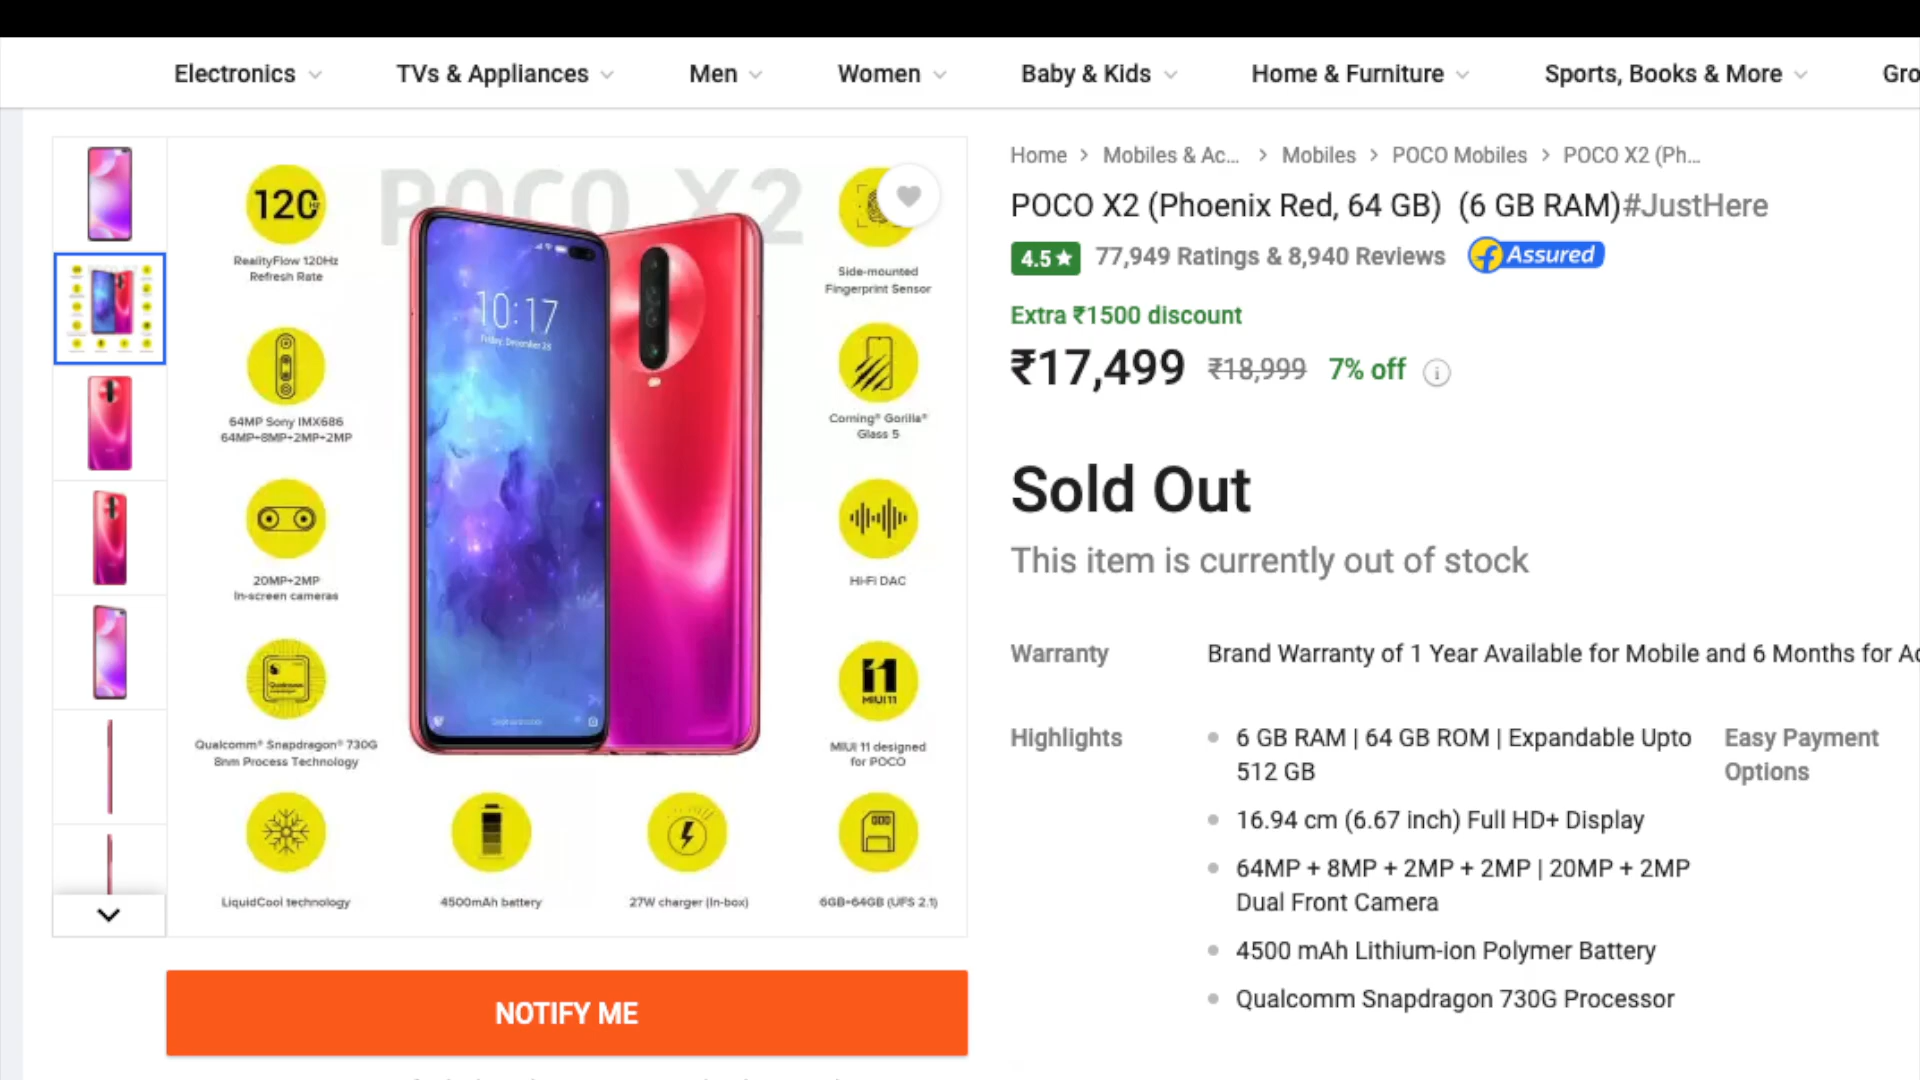 Electronics
TVs & Appliances
Men
Women
Baby & Kids
Home & Furniture
Sports, Books & More
Gro
Home > Mobiles & Ac... > Mobiles > POCO Mobiles > POCO X2 (Ph...
POCO X2 (Phoenix Red, 64 GB) (6 GB RAM)#JustHere
4.5★ 77,949 Ratings & 8,940 Reviews
Assured
Extra ₹1500 discount
₹17,499 ₹18,999 7% off
Sold Out
This item is currently out of stock
Warranty
Brand Warranty of 1 Year Available for Mobile and 6 Months for Ac
Highlights
6 GB RAM | 64 GB ROM | Expandable Upto
512 GB
16.94 cm (6.67 inch) Full HD+ Display
64MP + 8MP + 2MP + 2MP | 20MP + 2MP
Dual Front Camera
4500 mAh Lithium-ion Polymer Battery
Qualcomm Snapdragon 730G Processor
Easy Payment
Options
POCO X2
120Hz
RealityFlow 120Hz
Refresh Rate
64MP Sony IMX686
64MP+8MP+2MP+2MP
20MP+2MP
In-screen cameras
Qualcomm® Snapdragon® 730G
8nm Process Technology
LiquidCool technology
4500mAh battery
27W charger (In-box)
6GB+64GB (UFS 2.1)
Side-mounted
Fingerprint Sensor
Corning® Gorilla®
Glass 5
Hi-Fi DAC
MIUI 11
MIUI 11 designed
for POCO
10:17
Friday, December 28
NOTIFY ME